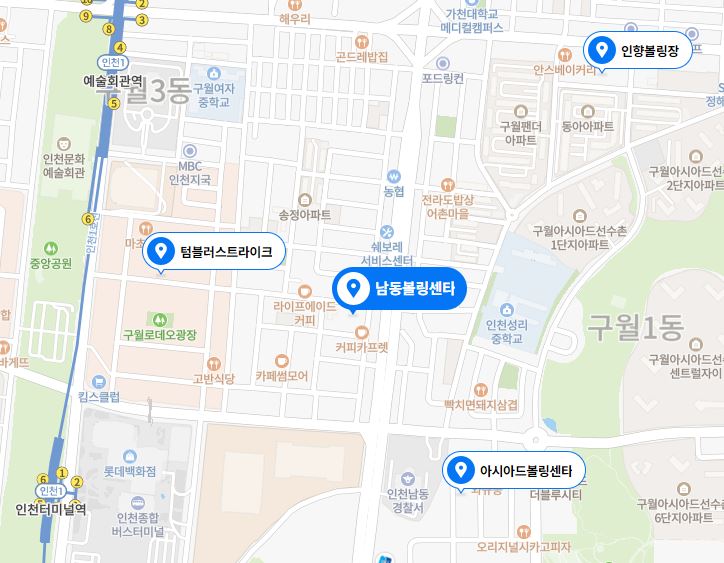 해우리
가천대학교
메디컬캠퍼스
곤드레밥집
인향볼링장
안스베이커리
포드링컨
인천1
예술회관역
구월3동
구월여자
중학교
구월팬더
아파트
동아아파트
인천문화
예술회관
MBC
인천지국
농협
구월아시아드선수촌
2단지아파트
전라도밥상
어촌마을
송정아파트
구월아시아드선수촌
1단지아파트
쉐보레
서비스센터
텀블러스트라이크
중앙공원
남동볼링센타
라이프에이드
커피
인천성리
중학교
구월1동
구월로데오광장
커피카프렛
고반식당
카페썸모어
킴스클럽
빡치면돼지삼겹
센트럴자이
롯데백화점
아시아드볼링센타
인천남동
경찰서
더블루시티
인천1
인천터미널역
인천종합
버스터미널
구월아시아드선수촌
6단지아파트
오리지널시카고피자